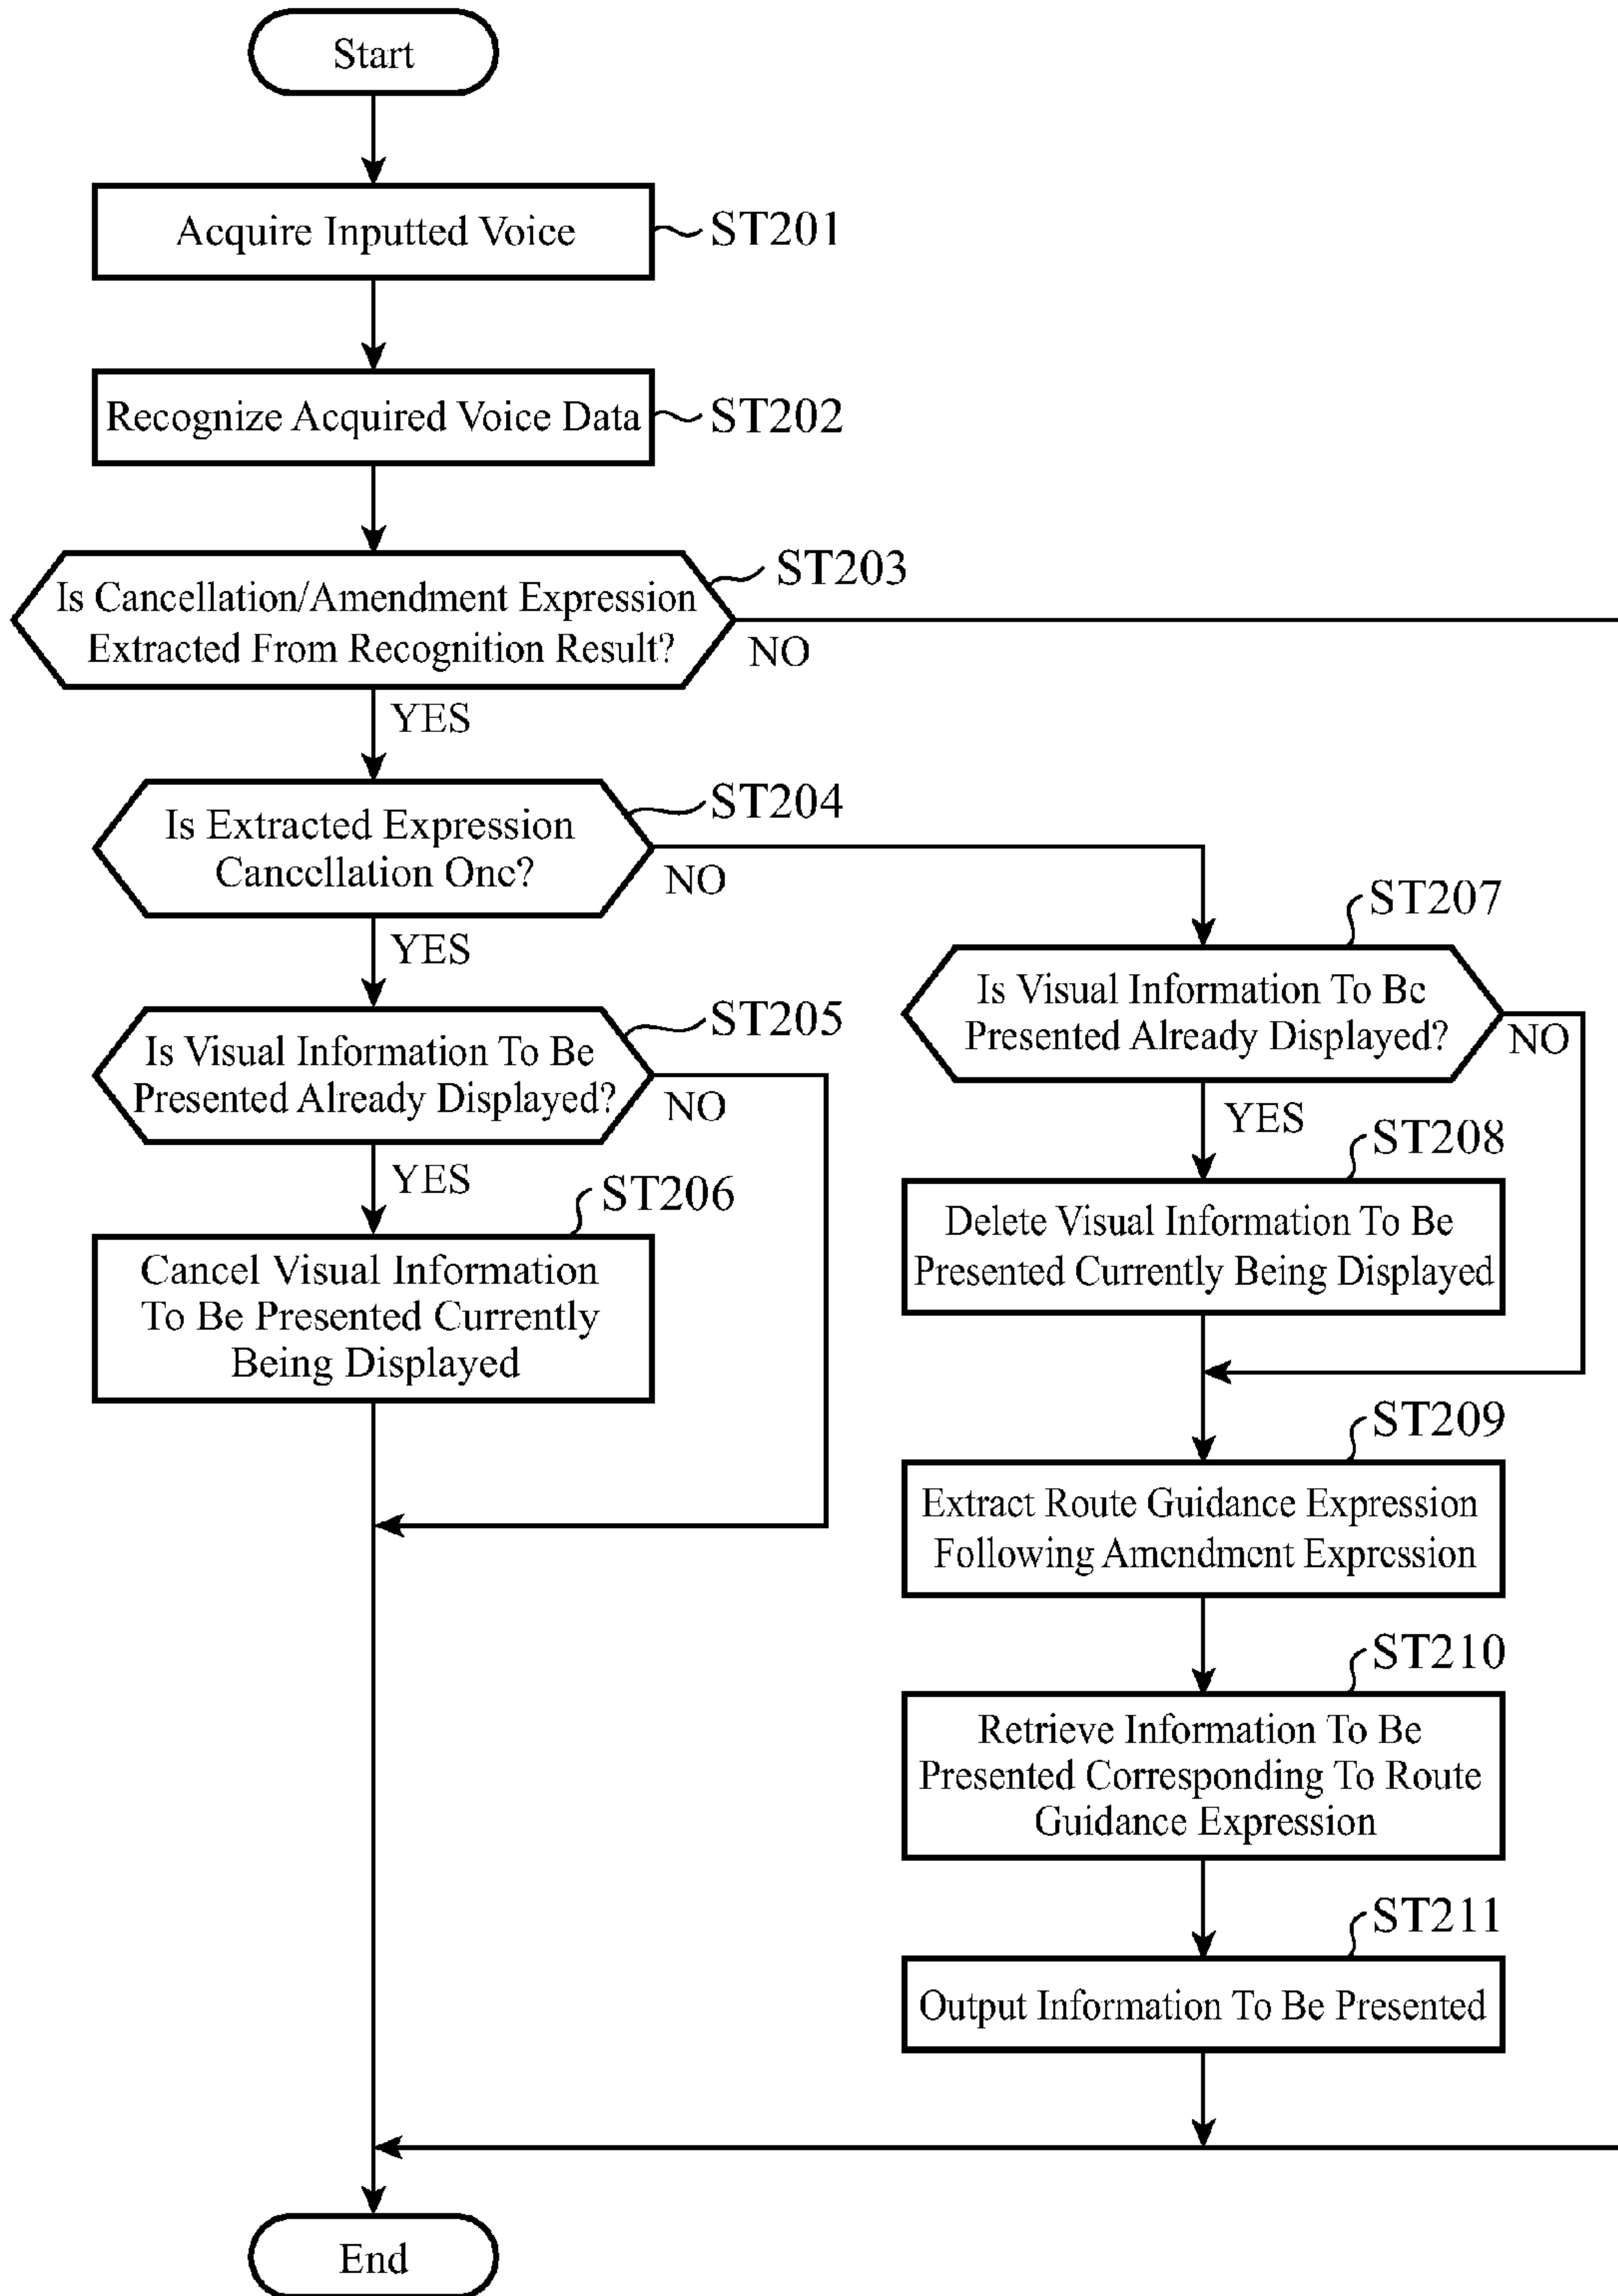 Start
Acquire Inputted Voice
ST201
Recognize Acquired Voice Data
ST202
Is Cancellation/Amendment Expression
Extracted From Recognition Result?
ST203
NO
YES
Is Extracted Expression
Cancellation One?
ST204
NO
YES
Is Visual Information To Be
Presented Already Displayed?
ST205
NO
YES
Cancel Visual Information
To Be Presented Currently
Being Displayed
ST206
Is Visual Information To Be
Presented Already Displayed?
ST207
NO
YES
Delete Visual Information To Be
Presented Currently Being Displayed
ST208
Extract Route Guidance Expression
Following Amendment Expression
ST209
Retrieve Information To Be
Presented Corresponding To Route
Guidance Expression
ST210
Output Information To Be Presented
ST211
End